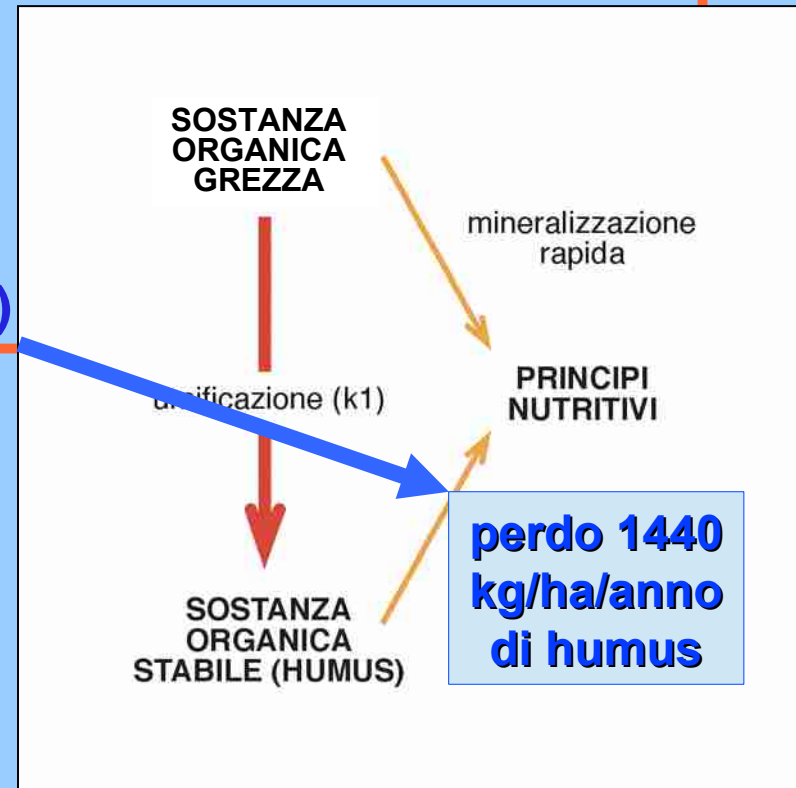 SOSTANZA
ORGANICA
GREZZA
mineralizzazione
rapida
)
(k1)
PRINCIPI
NUTRITIVI
perdo 1440
kg/ha/anno
di humus
SOSTANZA
ORGANICA
STABILE (HUMUS)